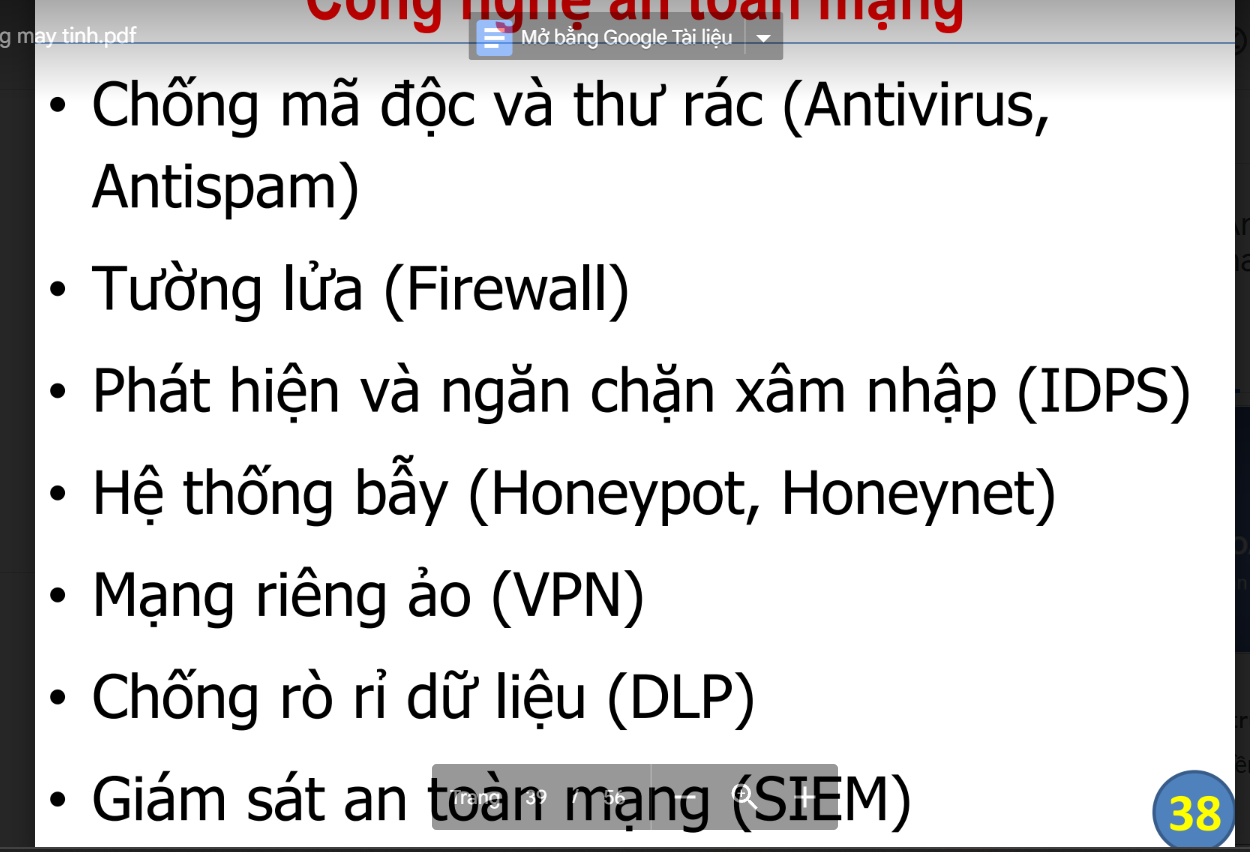 Công nghệ an toàn mạng
g may tinh.pdf
Mở bằng Google Tài liệu
• Chống mã độc và thư rác (Antivirus,
Antispam)
• Tường lửa (Firewall)
• Phát hiện và ngăn chặn xâm nhập (IDPS)
• Hệ thống bẫy (Honeypot, Honeynet)
• Mạng riêng ảo (VPN)
• Chống rò rỉ dữ liệu (DLP)
• Giám sát an toàn mạng (SIEM)
Trang 39 / 56
38